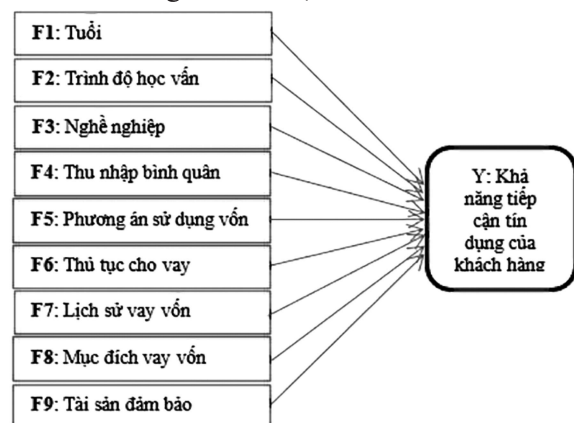 F1: Tuổi
F2: Trình độ học vấn
F3: Nghề nghiệp
F4: Thu nhập bình quân
F5: Phương án sử dụng vốn
F6: Thủ tục cho vay
F7: Lịch sử vay vốn
F8: Mục đích vay vốn
F9: Tài sản đảm bảo
Y: Khả
năng tiếp
cận tín
dụng của
khách hàng